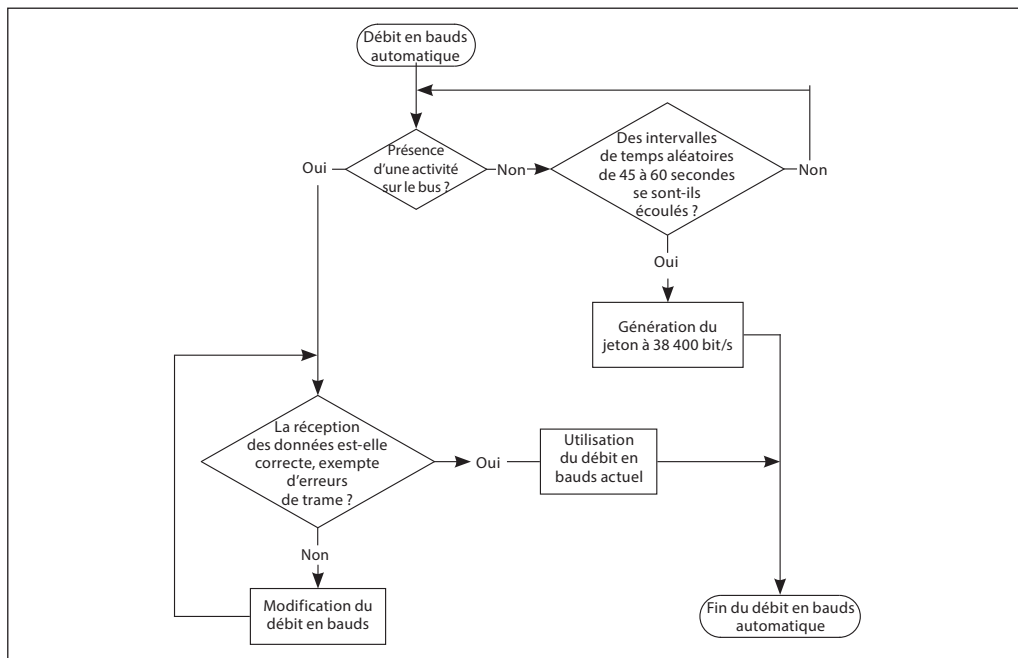 Débit en bauds
automatique
Présence
d'une activité
sur le bus ?
Oui
Non
Des intervalles
de temps aléatoires
de 45 à 60 secondes
se sont-ils
écoulés ?
Non
Oui
Génération du
jeton à 38 400 bit/s
La réception
des données est-elle
correcte, exempte
d'erreurs
de trame ?
Oui
Utilisation
du débit en
bauds actuel
Non
Modification du
débit en bauds
Fin du débit en bauds
automatique